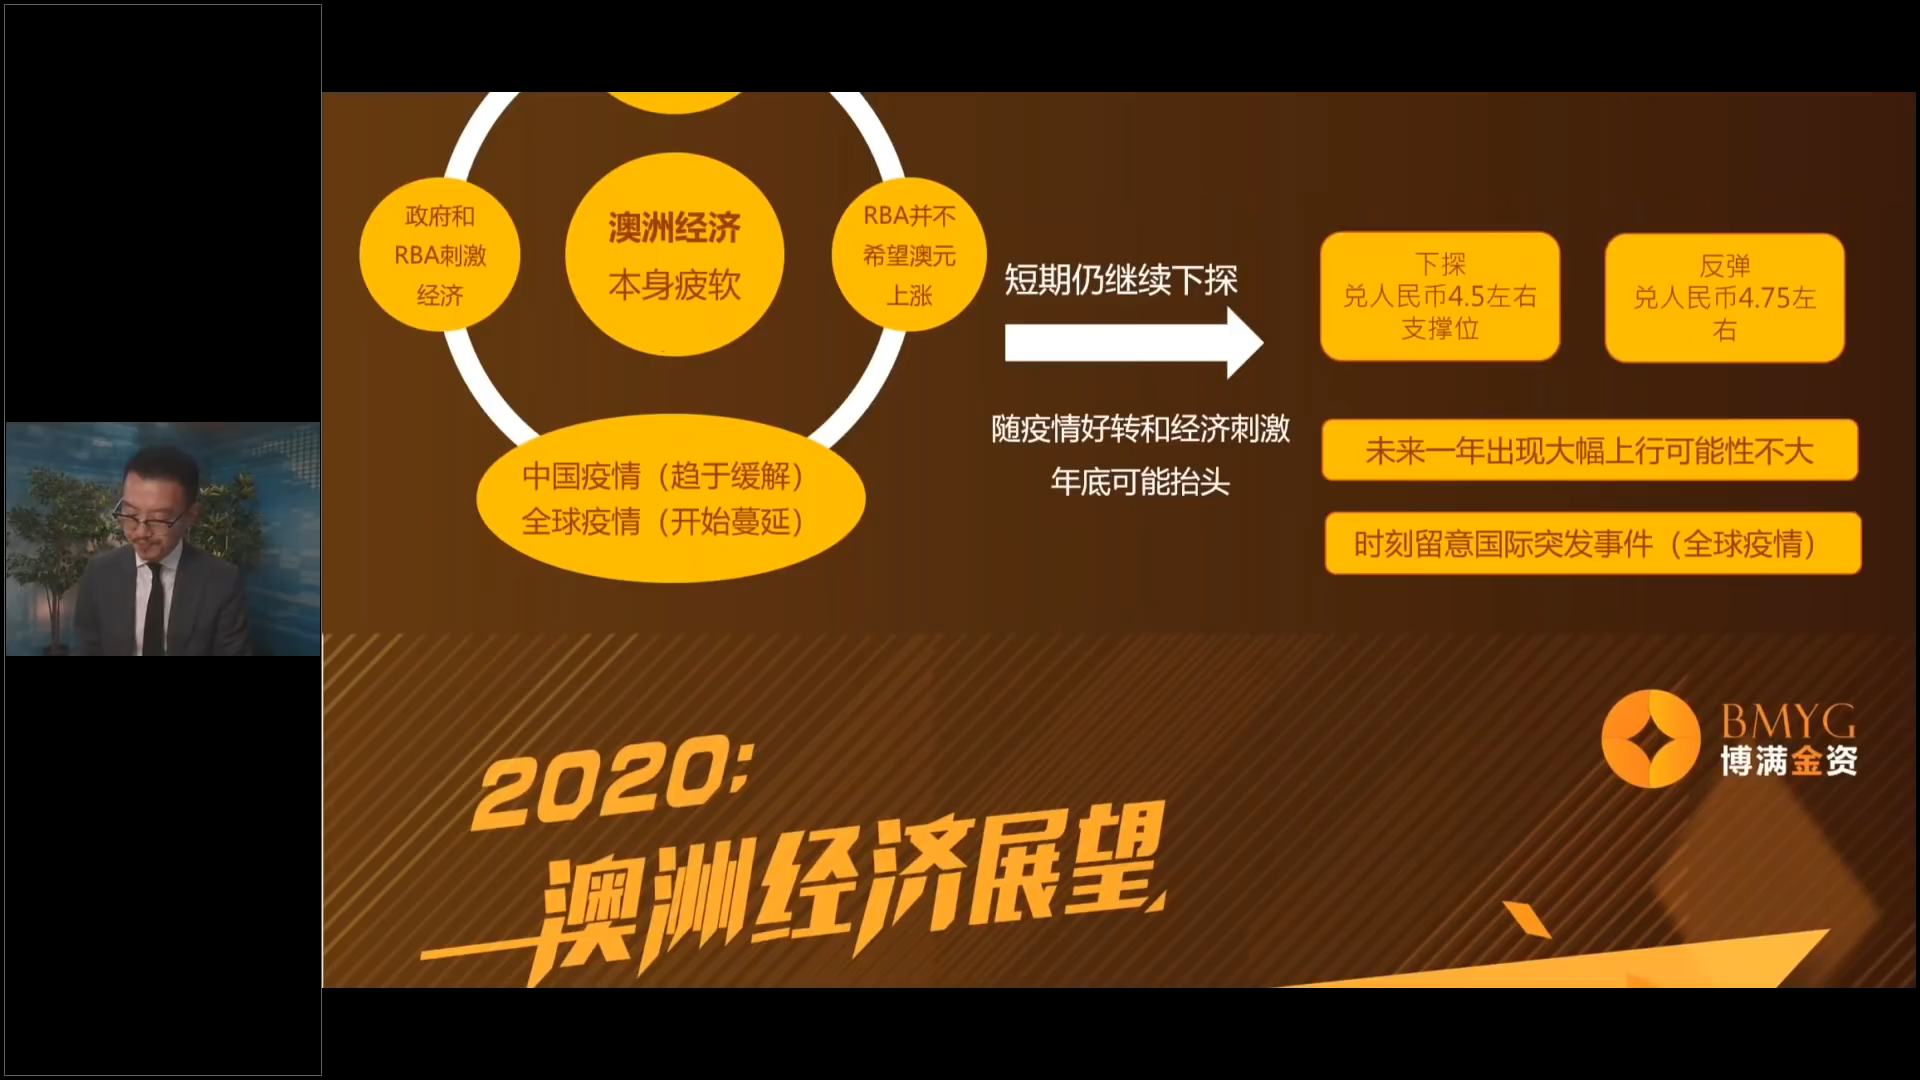 政府和
RBA刺激
经济
澳洲经济
本身疲软
RBA并不
希望澳元
上涨
中国疫情（趋于缓解）
全球疫情（开始蔓延）
短期仍继续下探
随疫情好转和经济刺激
年底可能抬头
下探
兑人民币4.5左右
支撑位
反弹
兑人民币4.75左
右
未来一年出现大幅上行可能性不大
时刻留意国际突发事件（全球疫情）
BMYG
博满金资
2020:
澳洲经济展望